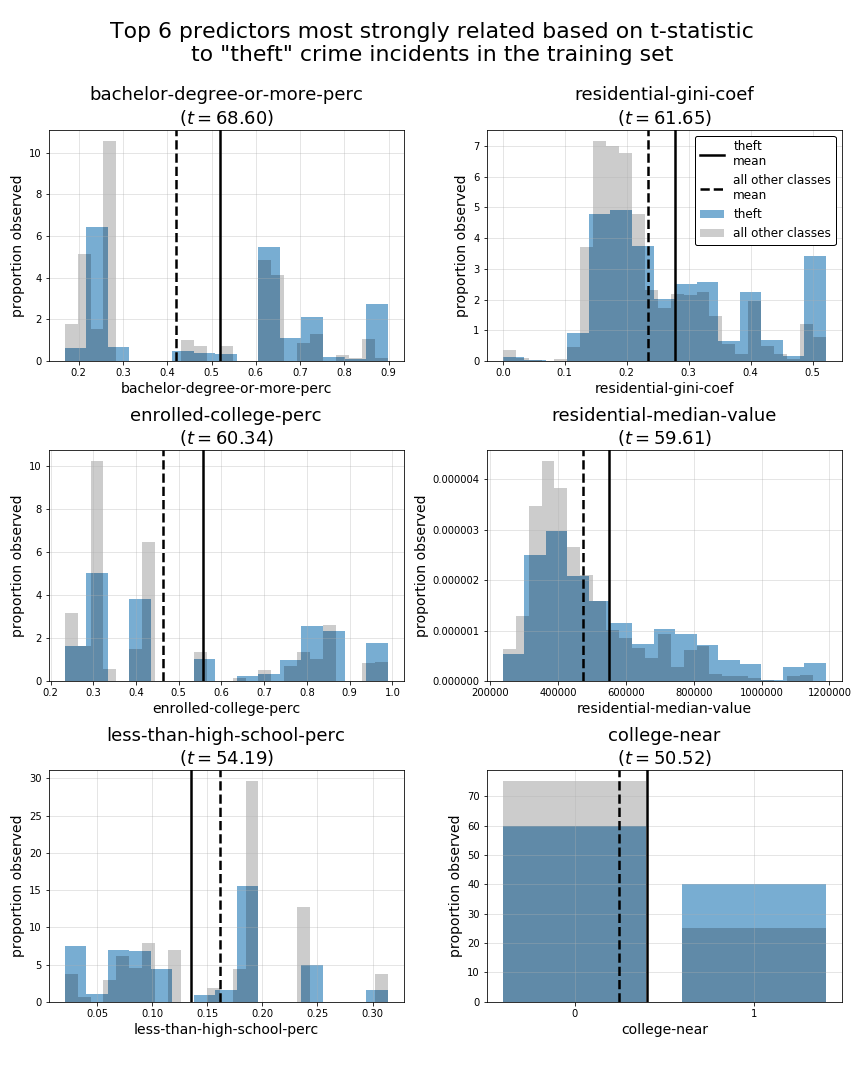 Top 6 predictors most strongly related based on t-statistic
to "theft" crime incidents in the training set
bachelor-degree-or-more-perc
(t = 68.60)
proportion observed
10
8
6
4
2
0
0.2 0.3 0.4 0.5 0.6 0.7 0.8 0.9
bachelor-degree-or-more-perc
residential-gini-coef
(t = 61.65)
proportion observed
7
6
5
4
3
2
1
0
theft
mean
all other classes
mean
theft
all other classes
0.0 0.1 0.2 0.3 0.4 0.5
residential-gini-coef
enrolled-college-perc
(t = 60.34)
proportion observed
10
8
6
4
2
0
0.2 0.3 0.4 0.5 0.6 0.7 0.8 0.9 1.0
enrolled-college-perc
residential-median-value
(t = 59.61)
proportion observed
0.000004
0.000003
0.000002
0.000001
0.000000
200000 400000 600000 800000 1000000 1200000
residential-median-value
less-than-high-school-perc
(t = 54.19)
proportion observed
30
25
20
15
10
5
0
0.05 0.10 0.15 0.20 0.25 0.30
less-than-high-school-perc
college-near
(t = 50.52)
proportion observed
70
60
50
40
30
20
10
0
0 1
college-near